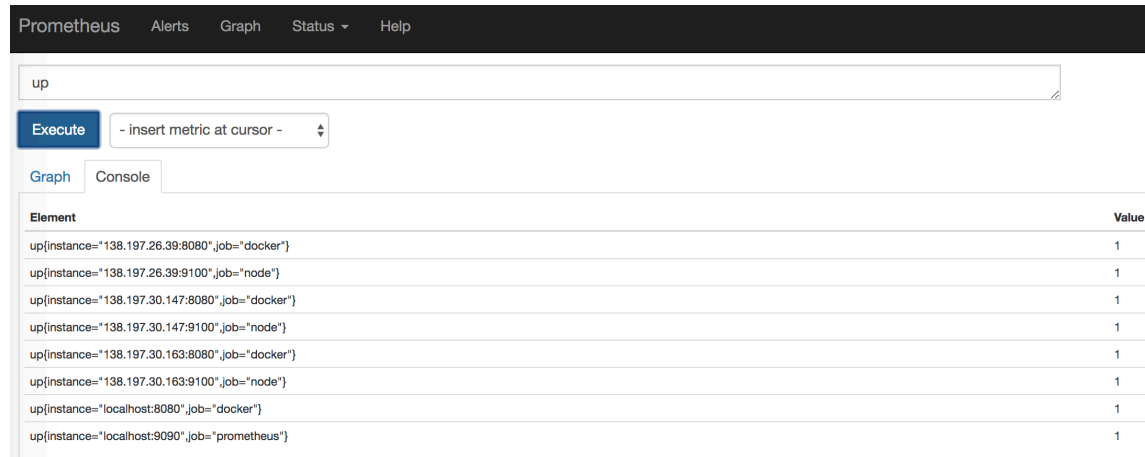 Prometheus Alerts Graph Status Help
up
Execute - insert metric at cursor -
Graph Console
Element Value
up{instance="138.197.26.39:8080",job="docker"} 1
up{instance="138.197.26.39:9100",job="node"} 1
up{instance="138.197.30.147:8080",job="docker"} 1
up{instance="138.197.30.147:9100",job="node"} 1
up{instance="138.197.30.163:8080",job="docker"} 1
up{instance="138.197.30.163:9100",job="node"} 1
up{instance="localhost:8080",job="docker"} 1
up{instance="localhost:9090",job="prometheus"} 1